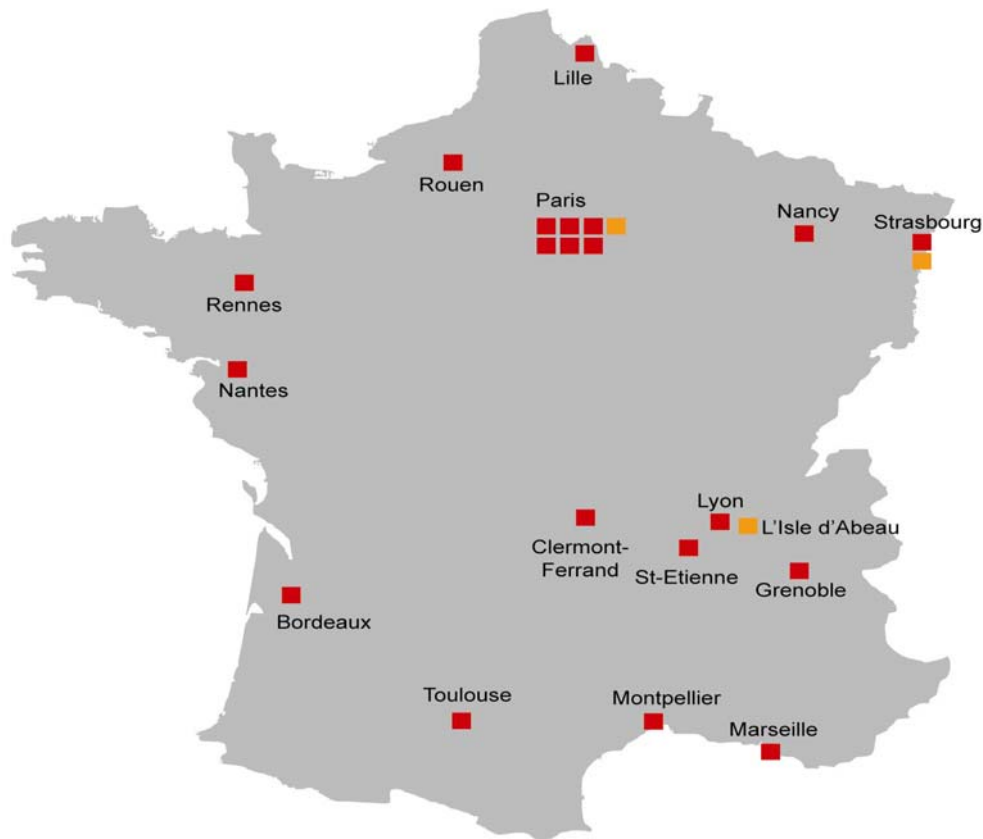 Lille
Rouen
Paris
Nancy
Strasbourg
Rennes
Nantes
Lyon
L'Isle d'Abeau
Clermont-
Ferrand
St-Etienne
Grenoble
Bordeaux
Toulouse
Montpellier
Marseille